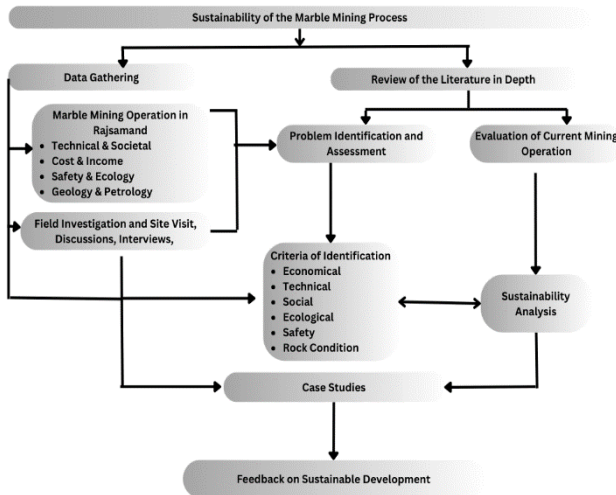 Sustainability of the Marble Mining Process
Data Gathering
Review of the Literature in Depth
Marble Mining Operation in
Rajsamand
• Technical & Societal
• Cost & Income
• Safety & Ecology
• Geology & Petrology
Problem Identification and
Assessment
Evaluation of Current Mining
Operation
Field Investigation and Site Visit,
Discussions, Interviews,
Criteria of Identification
• Economical
• Technical
• Social
• Ecological
• Safety
• Rock Condition
Sustainability
Analysis
Case Studies
Feedback on Sustainable Development